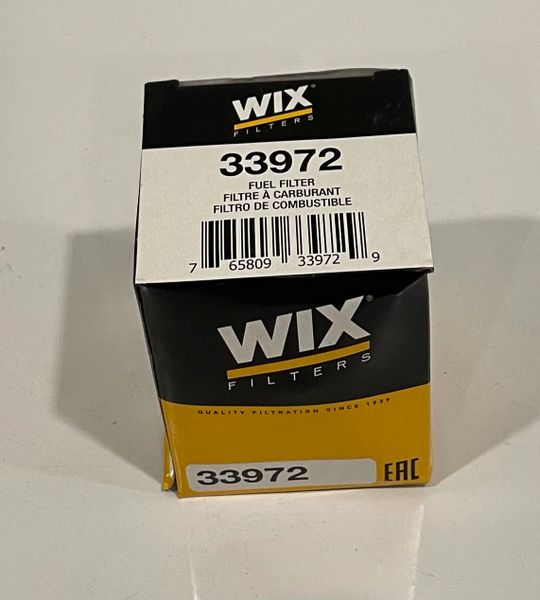 WIX®
FILTERS
33972
FUEL FILTER
FILTRE À CARBURANT
FILTRO DE COMBUSTIBLE
7 65809 33972 9
WIX®
FILTERS
QUALITY FILTRATION SINCE 1939
33972 EAC